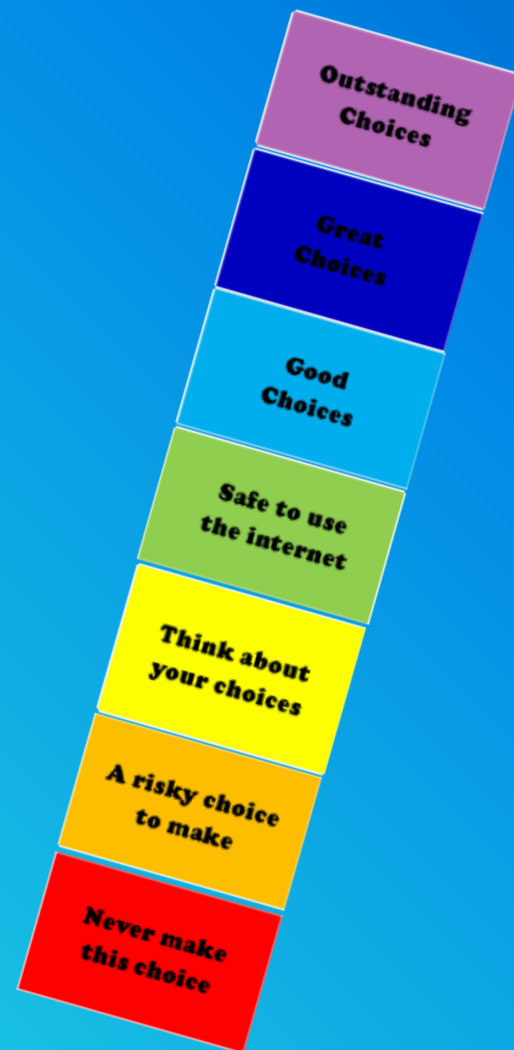 Outstanding
Choices
Great
Choices
Good
Choices
Safe to use
the internet
Think about
your choices
A risky choice
to make
Never make
this choice